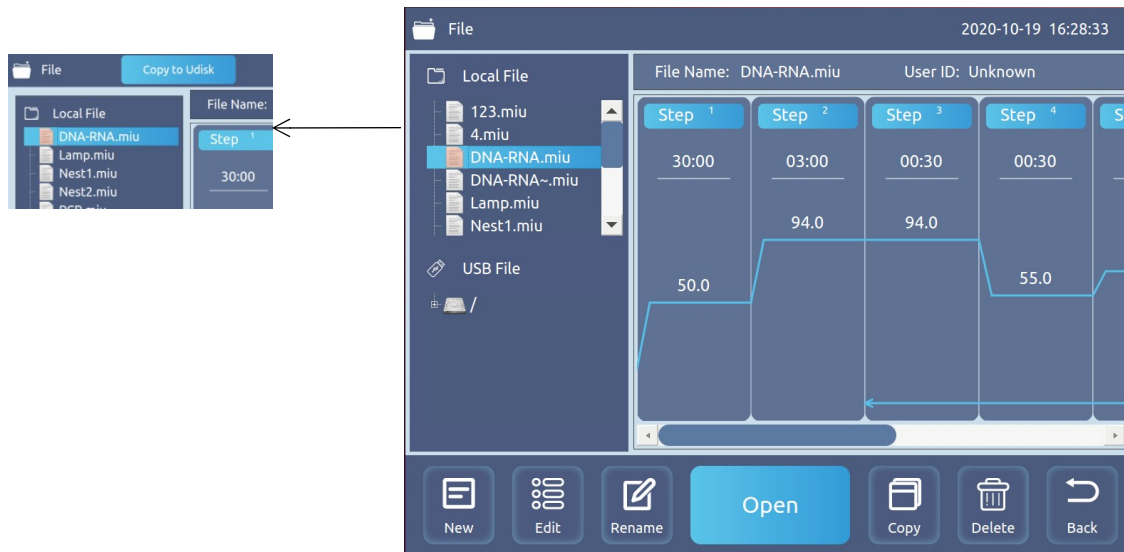 File
Copy to Udisk
Local File
File Name:
DNA-RNA.miu
Step 1
Lamp.miu
Nest1.miu
30:00
Nest2.miu
File
2020-10-19 16:28:33
Local File
File Name: DNA-RNA.miu
User ID: Unknown
123.miu
4.miu
DNA-RNA.miu
DNA-RNA~.miu
Lamp.miu
Nest1.miu
USB File
/
Step 1
Step 2
Step 3
Step 4
30:00
03:00
00:30
00:30
94.0
94.0
50.0
55.0
New
Edit
Rename
Open
Copy
Delete
Back